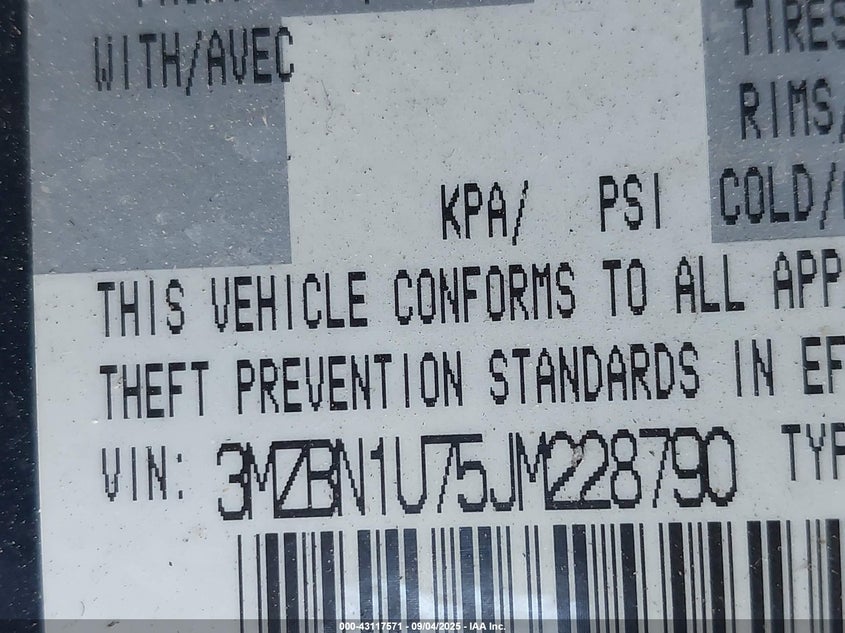 WITH/AVEC
TIRES
RIMS/
KPA/ PSI COLD/
THIS VEHICLE CONFORMS TO ALL APP
THEFT PREVENTION STANDARDS IN EF
VIN: 3MZBN1U75JM228790 TYP
000-43117571 - 09/04/2025 - IAA Inc.